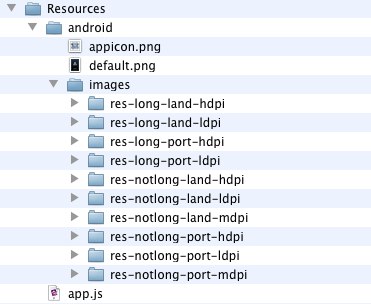 Resources
android
appicon.png
default.png
images
res-long-land-hdpi
res-long-land-ldpi
res-long-port-hdpi
res-long-port-ldpi
res-notlong-land-hdpi
res-notlong-land-ldpi
res-notlong-land-mdpi
res-notlong-port-hdpi
res-notlong-port-ldpi
res-notlong-port-mdpi
app.js